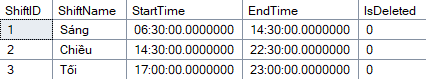 ShiftID ShiftName StartTime EndTime IsDeleted
1 Sáng 06:30:00.0000000 14:30:00.0000000 0
2 Chiều 14:30:00.0000000 22:30:00.0000000 0
3 Tối 17:00:00.0000000 23:00:00.0000000 0